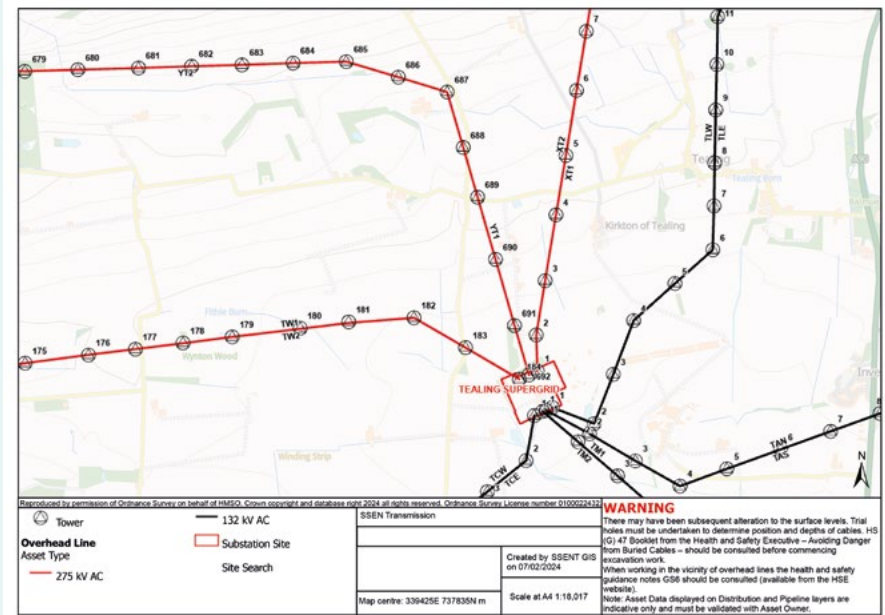 7
11
679
680
681
682
683
684
685
686
687
YT2
6
10
9
TLW
TLE
688
5
XT2
XT1
8
Tealing
Tealing Burn
689
4
7
YT1
Kirkton of Tealing
690
6
3
5
Fithie Burn
691
2
4
175
176
177
178
179
TW1
TW2
180
181
182
183
Wynton Wood
184
692
1
3
TEALING SUPERGRID
Inve
1
2
8
7
TAN 6
TAS
TM1
TM2
2
Winding Strip
TCW
TCE
3
3
3
4
5
N
Reproduced by permission of Ordnance Survey on behalf of HMSO. Crown copyright and database right 2024 all rights reserved. Ordnance Survey License number 0100022432
Tower
Overhead Line
Asset Type
275 kV AC
132 kV AC
Substation Site
Site Search
SSEN Transmission
Created by SSENT GIS
on 07/02/2024
Map centre: 339425E 737835N m
Scale at A4 1:18,017
WARNING
There may have been subsequent alteration to the surface levels. Trial
holes must be undertaken to determine position and depths of cables. HS
(G) 47 Booklet from the Health and Safety Executive – Avoiding Danger
from Buried Cables – should be consulted before commencing
excavation work.
When working in the vicinity of overhead lines the health and safety
guidance notes GS6 should be consulted (available from the HSE
website).
Note: Asset Data displayed on Distribution and Pipeline layers are
indicative only and must be validated with Asset Owner.